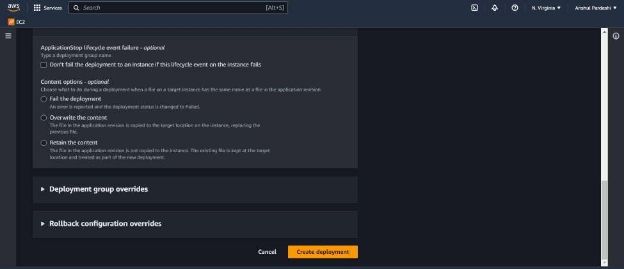 aws
Services
Search
[Alt+S]
N. Virginia ▼
Anshul Pardeshi ▼
EC2
ApplicationStop lifecycle event failure - optional
Type a deployment group name
Don't fail the deployment to an instance if this lifecycle event on the instance fails
Content options - optional
Choose what to do during a deployment when a file on a target instance has the same name as a file in the application revision
Fail the deployment
An error is reported and the deployment status is changed to Failed.
Overwrite the content
The file in the application revision is copied to the target location on the instance, replacing the
previous file.
Retain the content
The file in the application revision is not copied to the instance. The existing file is kept at the target
location and treated as part of the new deployment.
Deployment group overrides
Rollback configuration overrides
Cancel
Create deployment